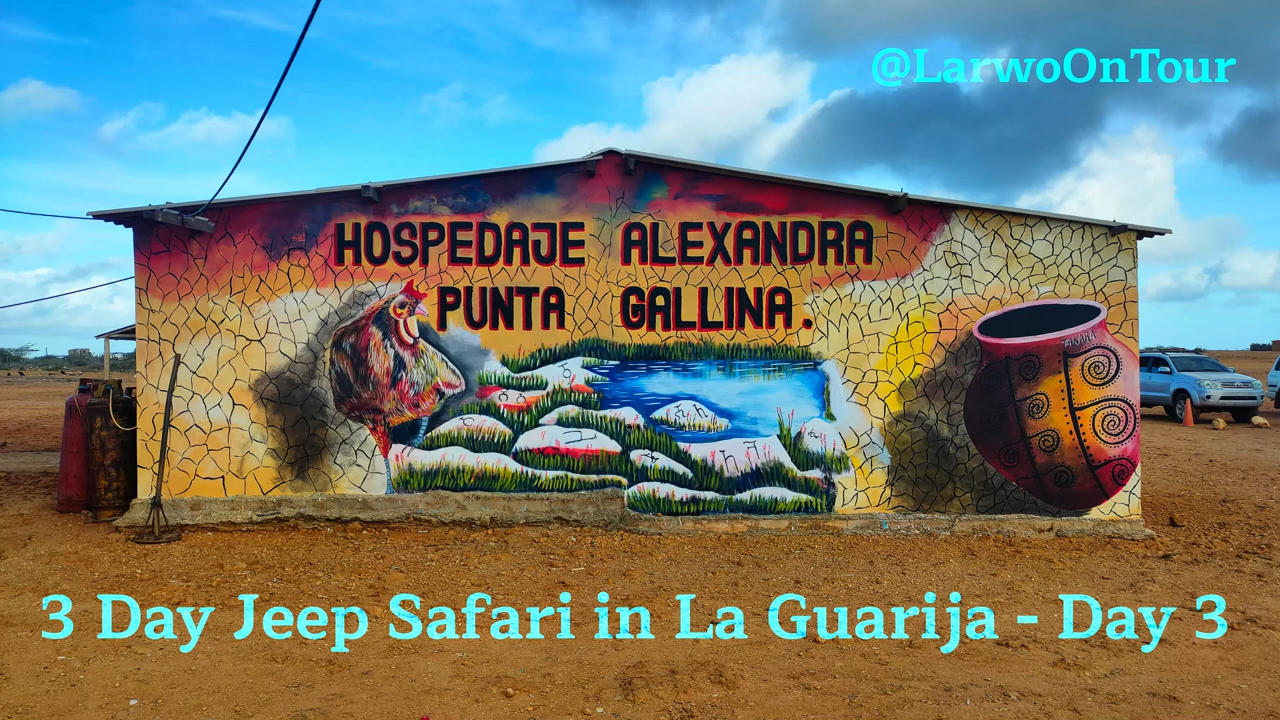 @LarwoOnTour
HOSPEDAJE ALEXANDRA
PUNTA GALLINA.
3 Day Jeep Safari in La Guarija - Day 3